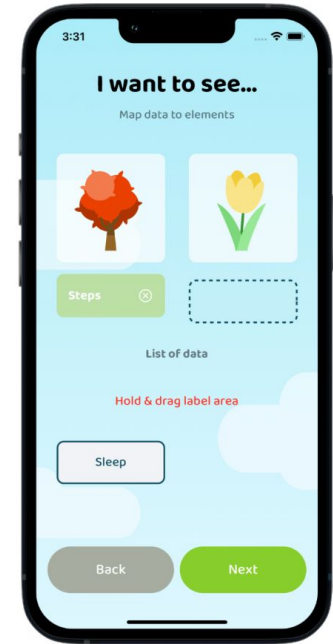 3:31
I want to see...
Map data to elements
Steps
List of data
Hold & drag label area
Sleep
Back Next